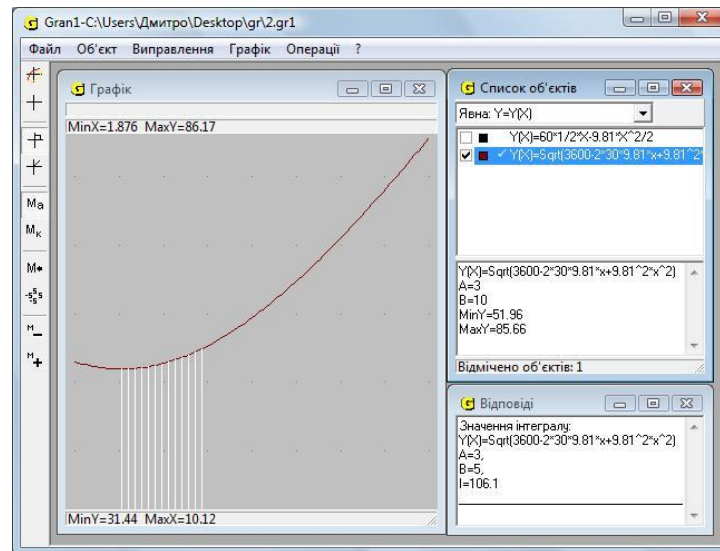 Gran1-C:\Users\Дмитро\Desktop\gr\2.gr1
Файл Об'єкт Виправлення Графік Операції ?
Графік
MinX=1.876 MaxY=86.17
MinY=31.44 MaxX=10.12
Ма
Мк
М
М
М
Список об'єктів
Явна: Y=Y(X)
Y(X)=60*1/2*X-9.81*X^2/2
Y(X)=Sqrt(3600-2*30*9.81*x+9.81^2*
Y(X)=Sqrt(3600-2*30*9.81*x+9.81^2*x^2)
A=3
B=10
MinY=51.96
MaxY=85.66
Відмічено об'єктів: 1
Відповіді
Значення інтегралу:
Y(X)=Sqrt(3600-2*30*9.81*x+9.81^2*x^2)
A=3,
B=5,
I=106.1